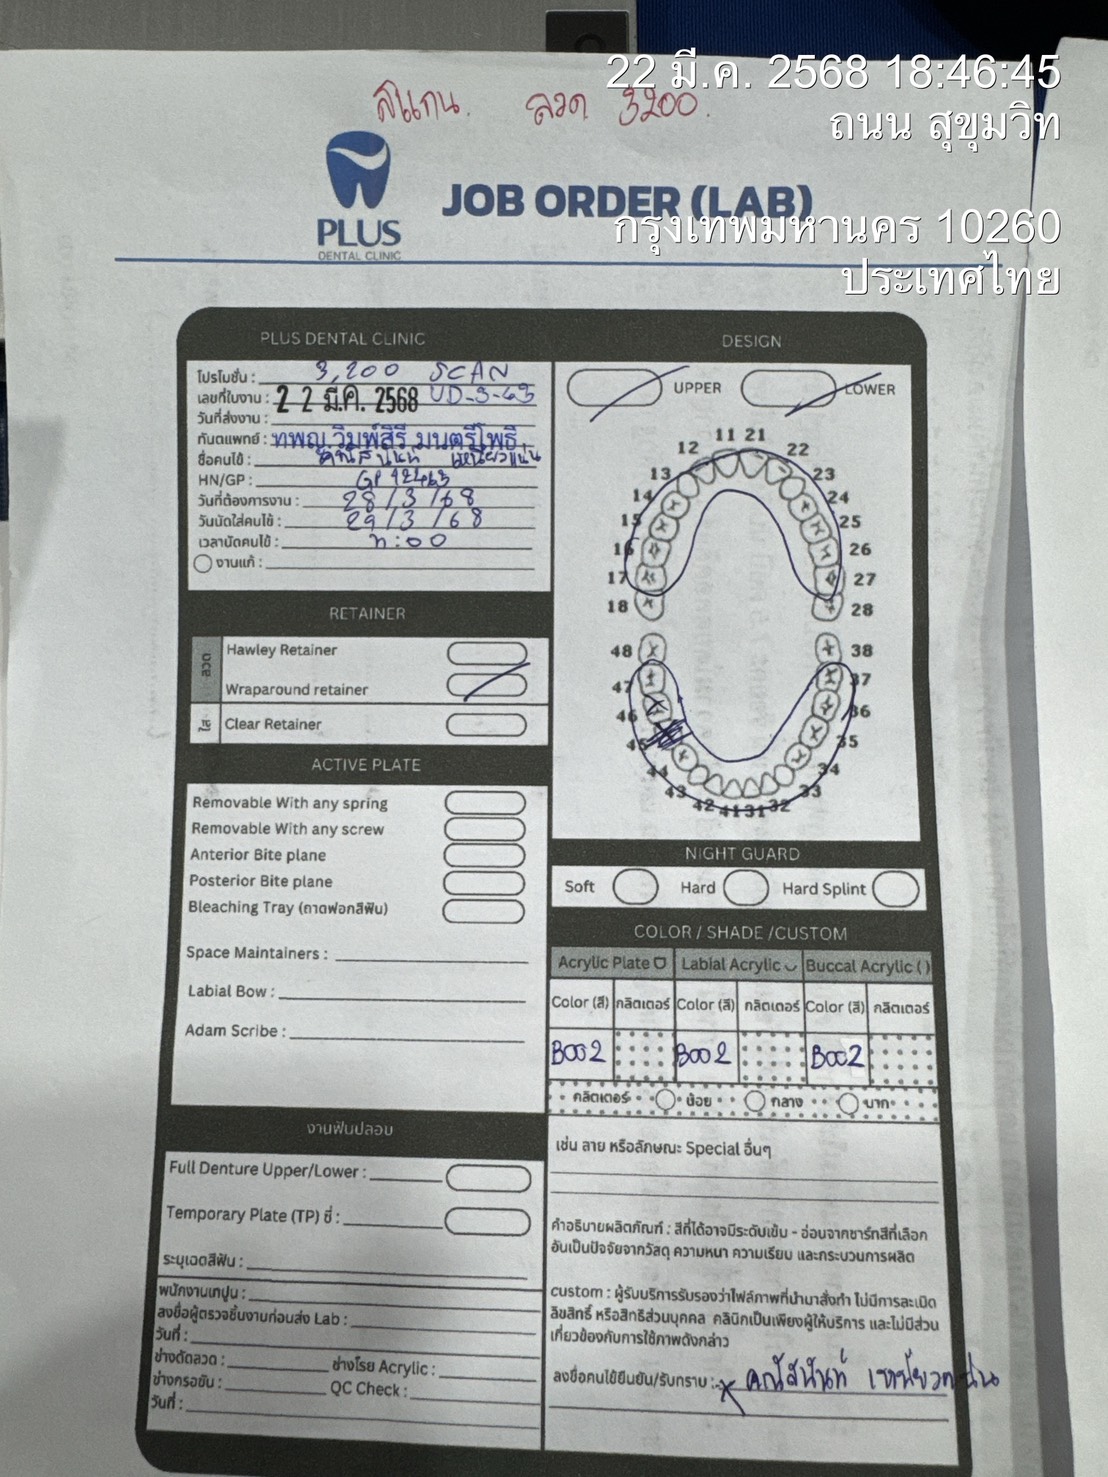 22 มี.ค. 2568 18:46:45
ถนน สุขุมวิท
กรุงเทพมหานคร 10260
ประเทศไทย
สแกน. ลวด 3200.
PLUS
DENTAL CLINIC
JOB ORDER (LAB)
PLUS DENTAL CLINIC
โปรโมชั่น : 3,200 SCAN
เลขที่ใบงาน : UD-3-43
วันที่ส่งงาน : 22 มี.ค. 2568
ทันตแพทย์ : ทพญ.วิมพ์สิริ มนตรีโพธิ์
ชื่อคนไข้ : คณัสนันท์ เหนียวแน่น
HN/GP : GP 12463
วันที่ต้องการงาน : 28/3/68
วันนัดใส่คนไข้ : 29/3/68
เวลานัดคนไข้ : :00
งานแก้ :
RETAINER
ลวด
Hawley Retainer
Wraparound retainer
ใส
Clear Retainer
ACTIVE PLATE
Removable With any spring
Removable With any screw
Anterior Bite plane
Posterior Bite plane
Bleaching Tray (ถาดฟอกสีฟัน)
Space Maintainers :
Labial Bow :
Adam Scribe :
งานฟันปลอม
Full Denture Upper/Lower :
Temporary Plate (TP) ซี่ :
ระบุเฉดสีฟัน :
พนักงานเทปูน :
ลงชื่อผู้ตรวจชิ้นงานก่อนส่ง Lab :
วันที่ :
ช่างดัดลวด : ช่างโรย Acrylic :
ช่างกรอขัด : QC Check :
วันที่ :
DESIGN
UPPER LOWER
11 21
12 22
13 23
14 24
15 25
16 26
17 27
18 28
48 38
47 37
46 36
45 35
44 34
43 33
42 41 31 32
NIGHT GUARD
Soft Hard Hard Splint
COLOR / SHADE /CUSTOM
Acrylic Plate Labial Acrylic Buccal Acrylic ( )
Color (สี) กลิตเตอร์ Color (สี) กลิตเตอร์ Color (สี) กลิตเตอร์
B002 B002 B002
กลิตเตอร์ น้อย กลาง มาก
เช่น ลาย หรือลักษณะ Special อื่นๆ
คำอธิบายผลิตภัณฑ์ : สีที่ได้อาจมีระดับเข้ม - อ่อนจากชาร์ทสีที่เลือก
อันเป็นปัจจัยจากวัสดุ ความหนา ความเรียบ และกระบวนการผลิต
custom : ผู้รับบริการรับรองว่าไฟล์ภาพที่นำมาสั่งทำ ไม่มีการละเมิด
ลิขสิทธิ์ หรือสิทธิส่วนบุคคล คลินิกเป็นเพียงผู้ให้บริการ และไม่มีส่วน
เกี่ยวข้องกับการใช้ภาพดังกล่าว
ลงชื่อคนไข้ยืนยัน/รับทราบ : คณัสนันท์ เหนียวแน่น